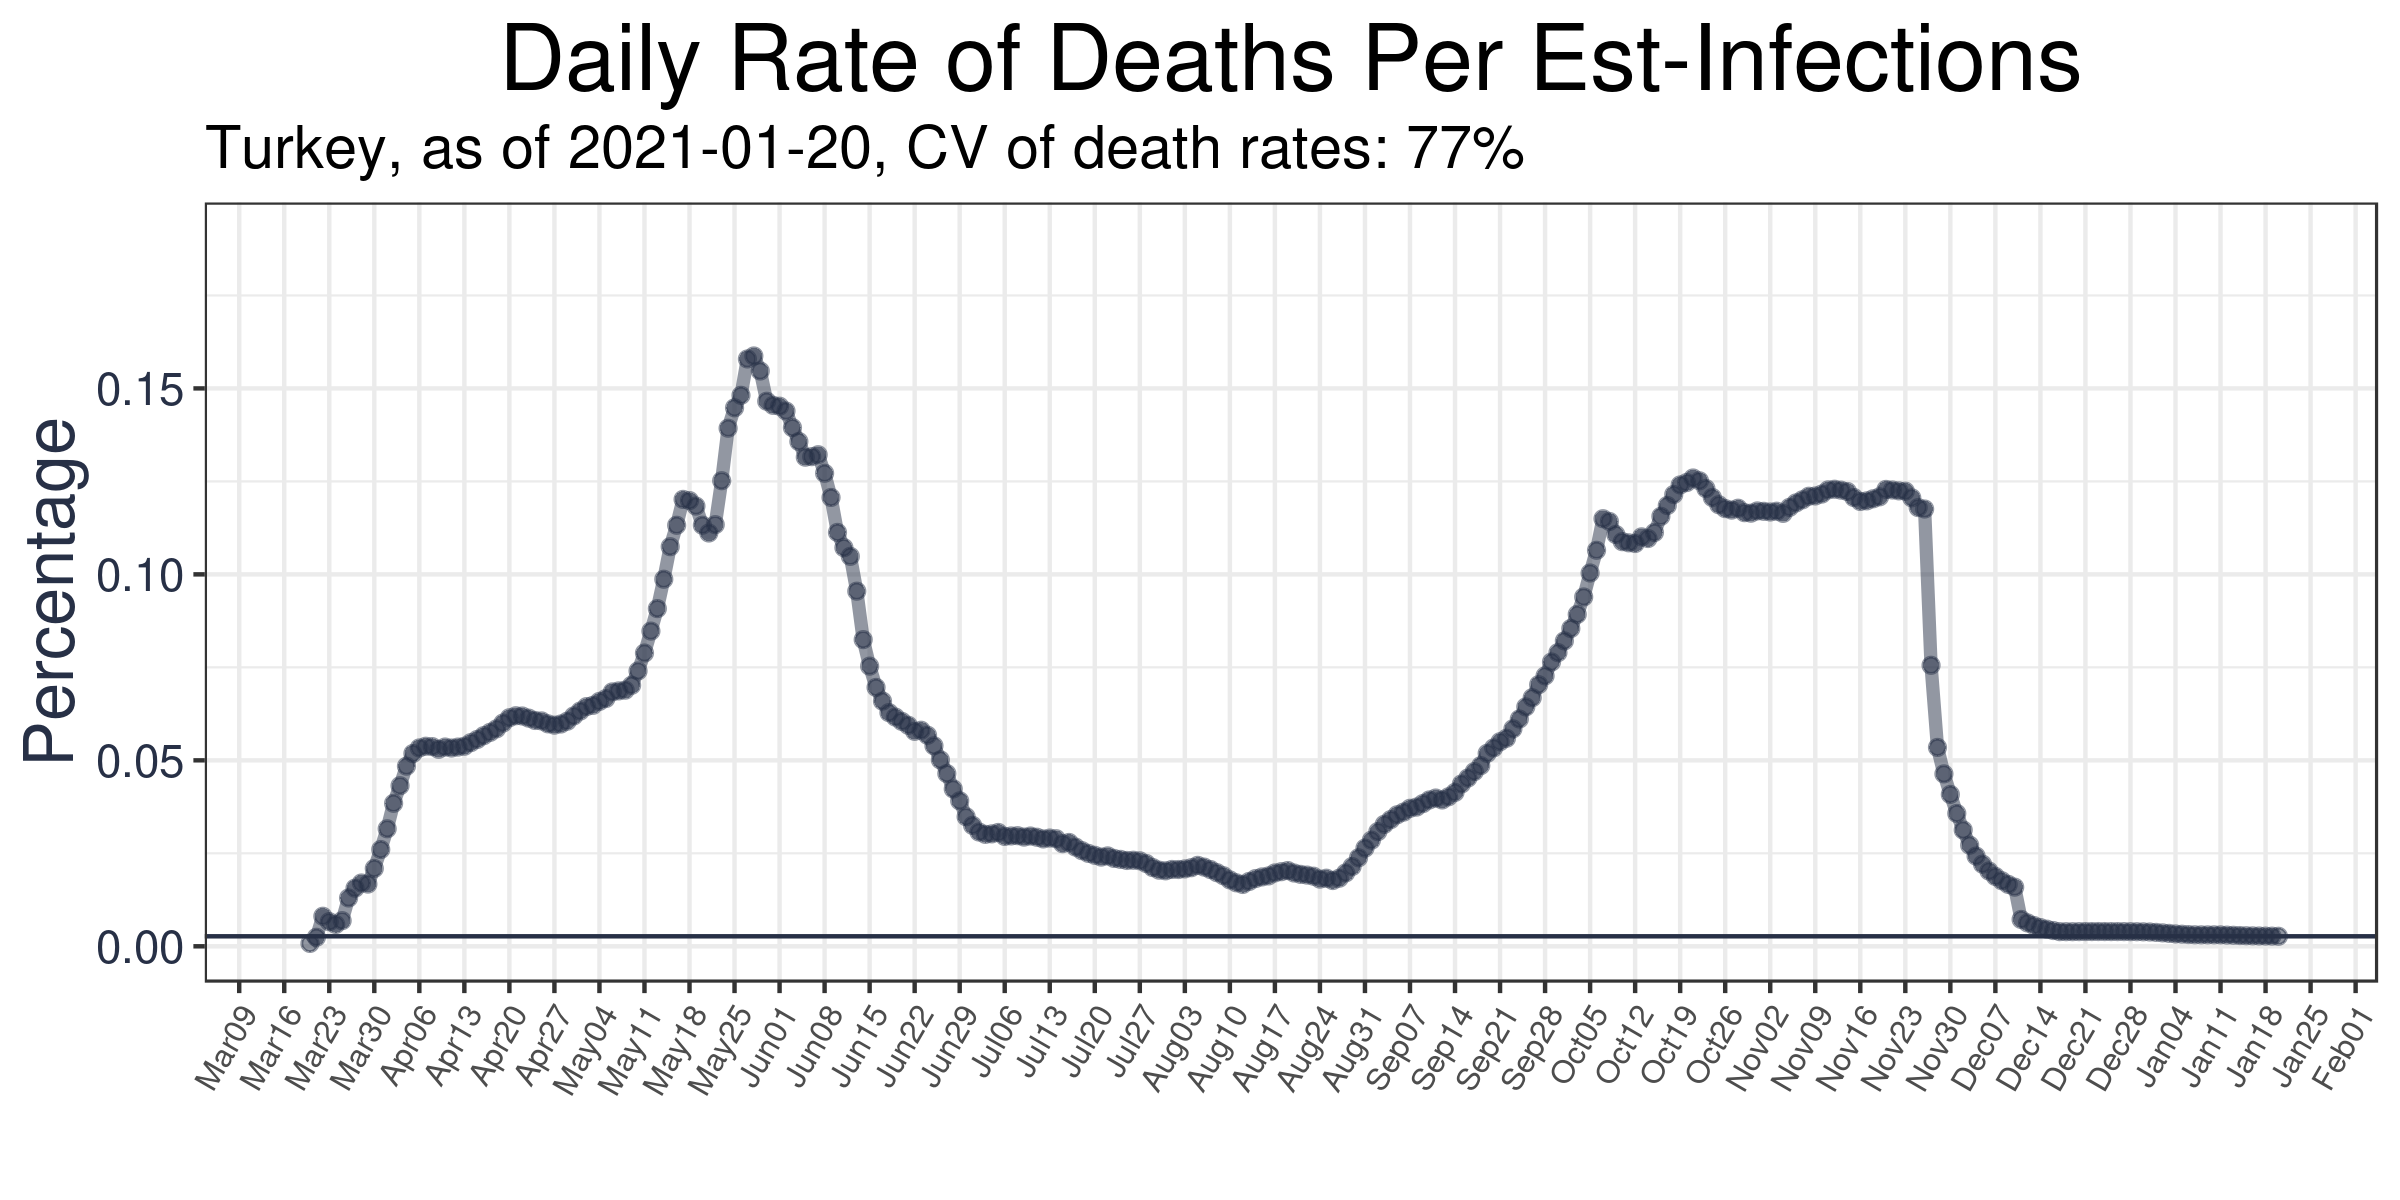 Daily Rate of Deaths Per Est-Infections
Turkey, as of 2021-01-20, CV of death rates: 77%
Percentage
0.15
0.10
0.05
0.00
Mar09
Mar16
Mar23
Mar30
Apr06
Apr13
Apr20
Apr27
May04
May11
May18
May25
Jun01
Jun08
Jun15
Jun22
Jun29
Jul06
Jul13
Jul20
Jul27
Aug03
Aug10
Aug17
Aug24
Aug31
Sep07
Sep14
Sep21
Sep28
Oct05
Oct12
Oct19
Oct26
Nov02
Nov09
Nov16
Nov23
Nov30
Dec07
Dec14
Dec21
Dec28
Jan04
Jan11
Jan18
Jan25
Feb01